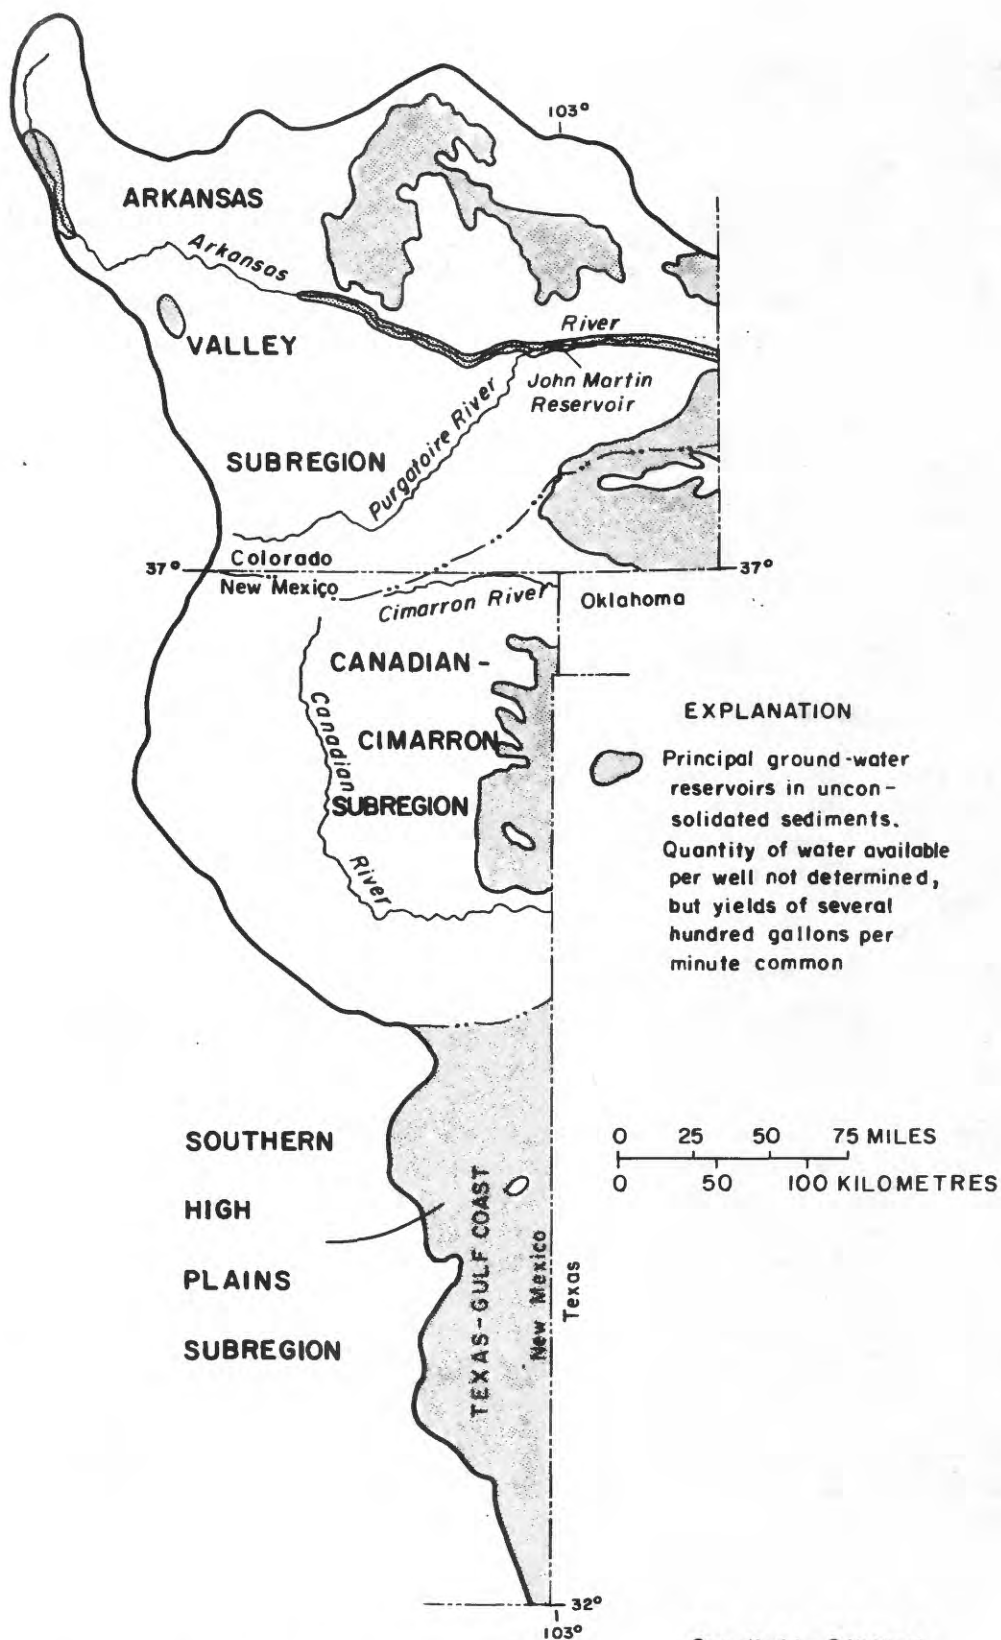 103°
ARKANSAS
Arkansas
River
VALLEY
John Martin
Reservoir
Purgatoire River
SUBREGION
Colorado
37°
37°
New Mexico
Cimarron River
Oklahoma
CANADIAN-
CIMARRON
SUBREGION
Canadian
River
EXPLANATION
Principal ground-water
reservoirs in uncon-
solidated sediments.
Quantity of water available
per well not determined,
but yields of several
hundred gallons per
minute common
0 25 50 75 MILES
0 50 100 KILOMETRES
SOUTHERN
HIGH
PLAINS
SUBREGION
TEXAS-GULF COAST
New Mexico
Texas
32°
103°